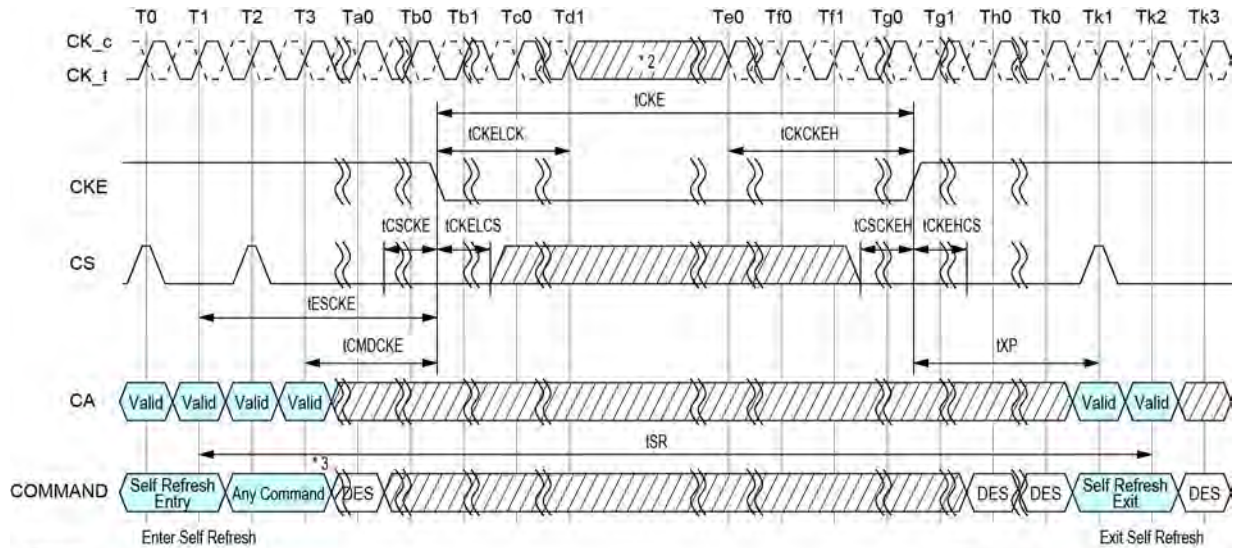 T0 T1 T2 T3 Ta0 Tb0 Tb1 Tc0 Td1 Te0 Tf0 Tf1 Tg0 Tg1 Th0 Tk0 Tk1 Tk2 Tk3
CK_c
CK_t
* 2
tCKE
tCKELCK tCKCKEH
CKE
tCSCKE tCKELCS tCSCKEH tCKEHCS
CS
tESCKE
tCMDCKE tXP
CA Valid Valid Valid Valid Valid Valid
tSR
* 3
COMMAND Self Refresh Entry Any Command DES DES DES Self Refresh Exit DES
Enter Self Refresh Exit Self Refresh